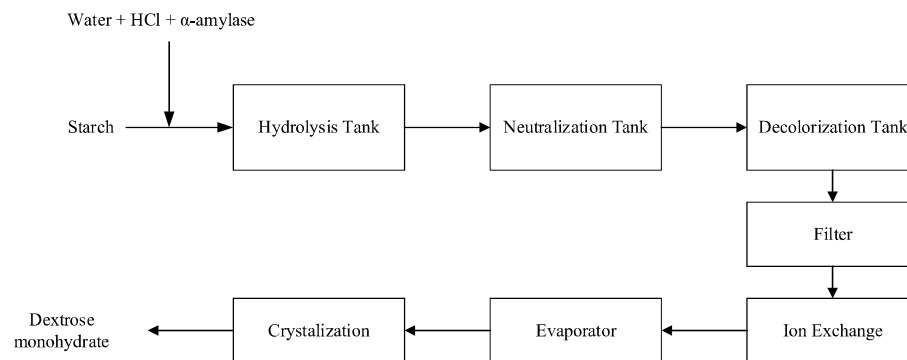 Water + HCl + α-amylase
Starch
Hydrolysis Tank
Neutralization Tank
Decolorization Tank
Filter
Ion Exchange
Evaporator
Crystalization
Dextrose
monohydrate